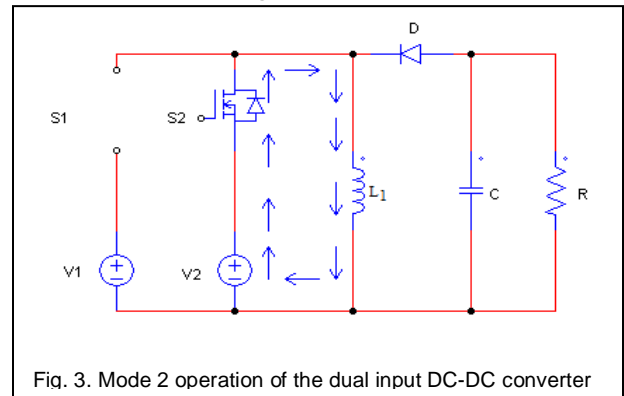 D
S1
S2
L1
C
R
V1
V2
Fig. 3. Mode 2 operation of the dual input DC-DC converter